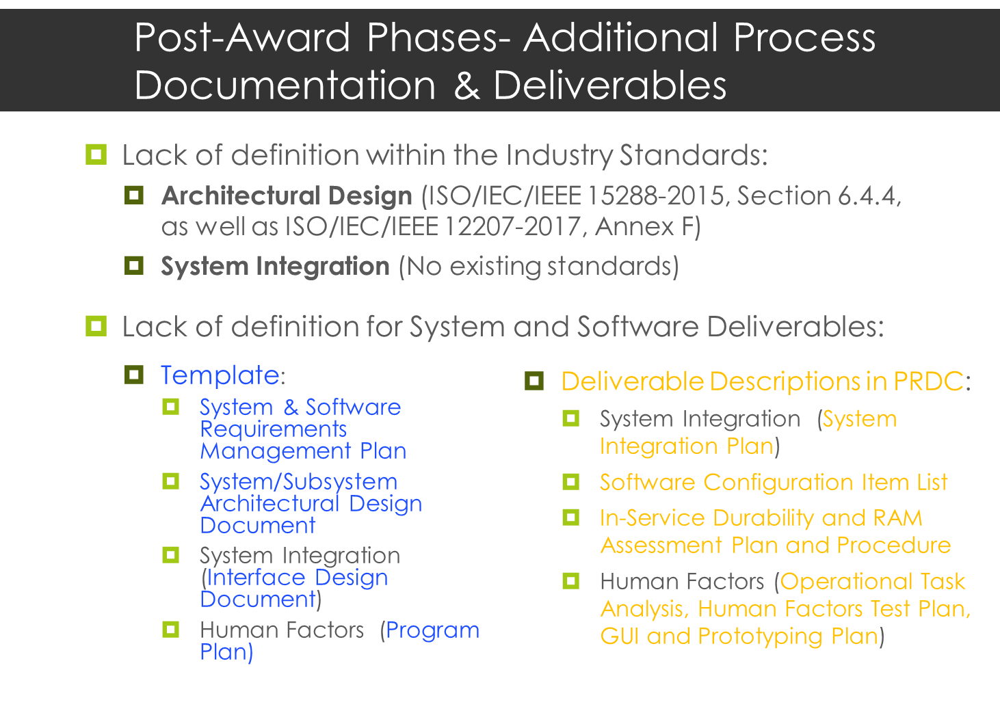 Post-Award Phases- Additional Process
Documentation & Deliverables
Lack of definition within the Industry Standards:
Architectural Design (ISO/IEC/IEEE 15288-2015, Section 6.4.4,
as well as ISO/IEC/IEEE 12207-2017, Annex F)
System Integration (No existing standards)
Lack of definition for System and Software Deliverables:
Template:
System & Software
Requirements
Management Plan
System/Subsystem
Architectural Design
Document
System Integration
(Interface Design
Document)
Human Factors (Program
Plan)
Deliverable Descriptions in PRDC:
System Integration (System
Integration Plan)
Software Configuration Item List
In-Service Durability and RAM
Assessment Plan and Procedure
Human Factors (Operational Task
Analysis, Human Factors Test Plan,
GUI and Prototyping Plan)